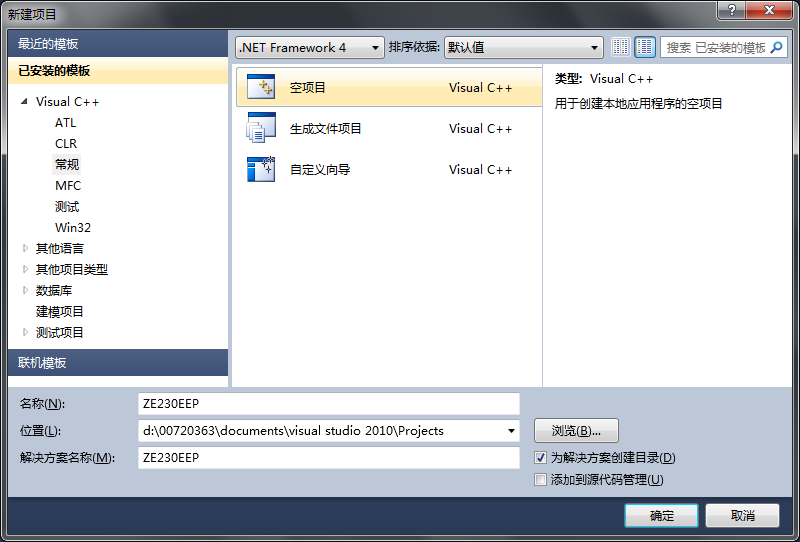 新建项目
最近的模板
已安装的模板
Visual C++
ATL
CLR
常规
MFC
测试
Win32
其他语言
其他项目类型
数据库
建模项目
测试项目
联机模板
.NET Framework 4 排序依据: 默认值 搜索 已安装的模板
空项目 Visual C++
生成文件项目 Visual C++
自定义向导 Visual C++
类型: Visual C++
用于创建本地应用程序的空项目
名称(N): ZE230EEP
位置(L): d:\00720363\documents\visual studio 2010\Projects 浏览(B)...
解决方案名称(M): ZE230EEP 为解决方案创建目录(D)
添加到源代码管理(U)
确定 取消